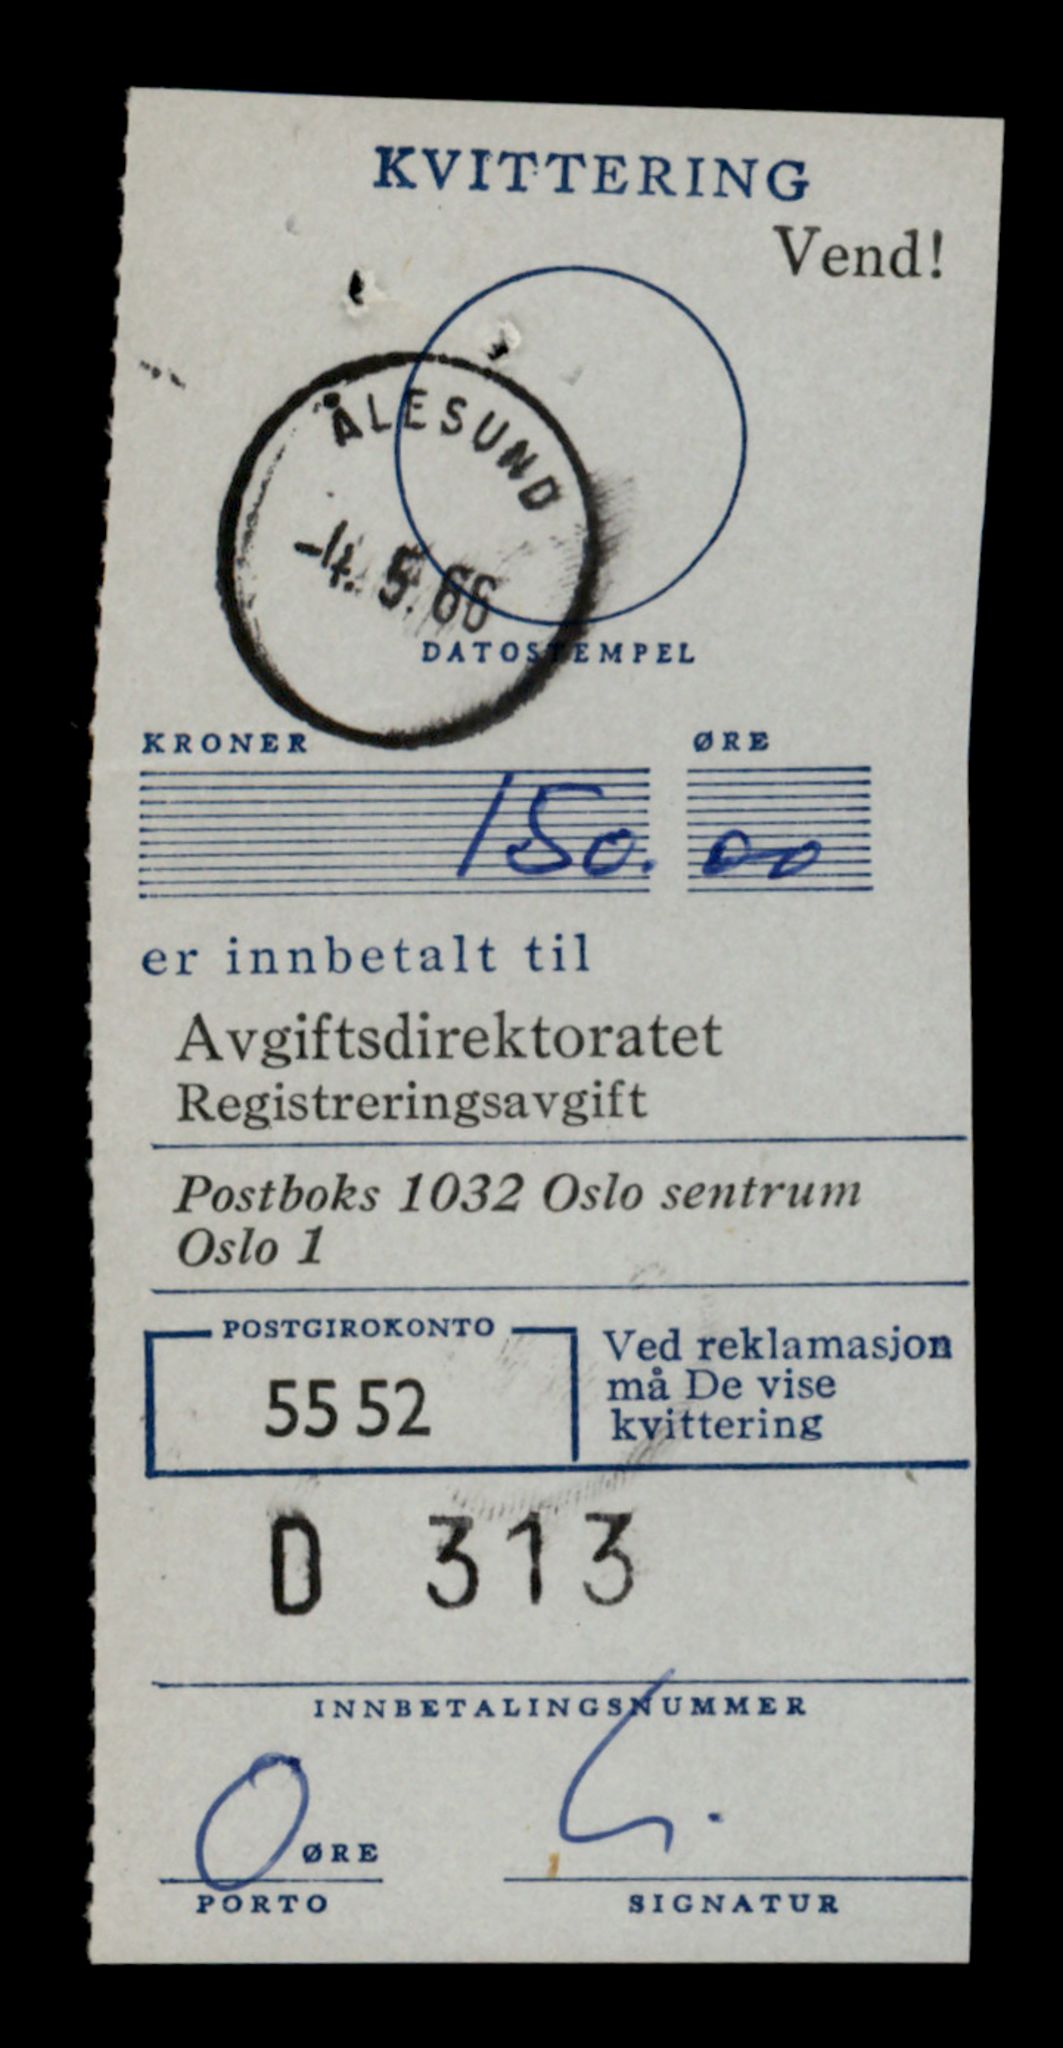 KVITTERING
Vend!
ÅLESUND
-4. 5. 66
DATOSTEMPEL
KRONER ØRE
150. 00
er innbetalt til
Avgiftsdirektoratet
Registreringsavgift
Postboks 1032 Oslo sentrum
Oslo 1
POSTGIROKONTO
55 52
Ved reklamasjon
må De vise
kvittering
D 313
INNBETALINGSNUMMER
0 ØRE
PORTO
SIGNATUR